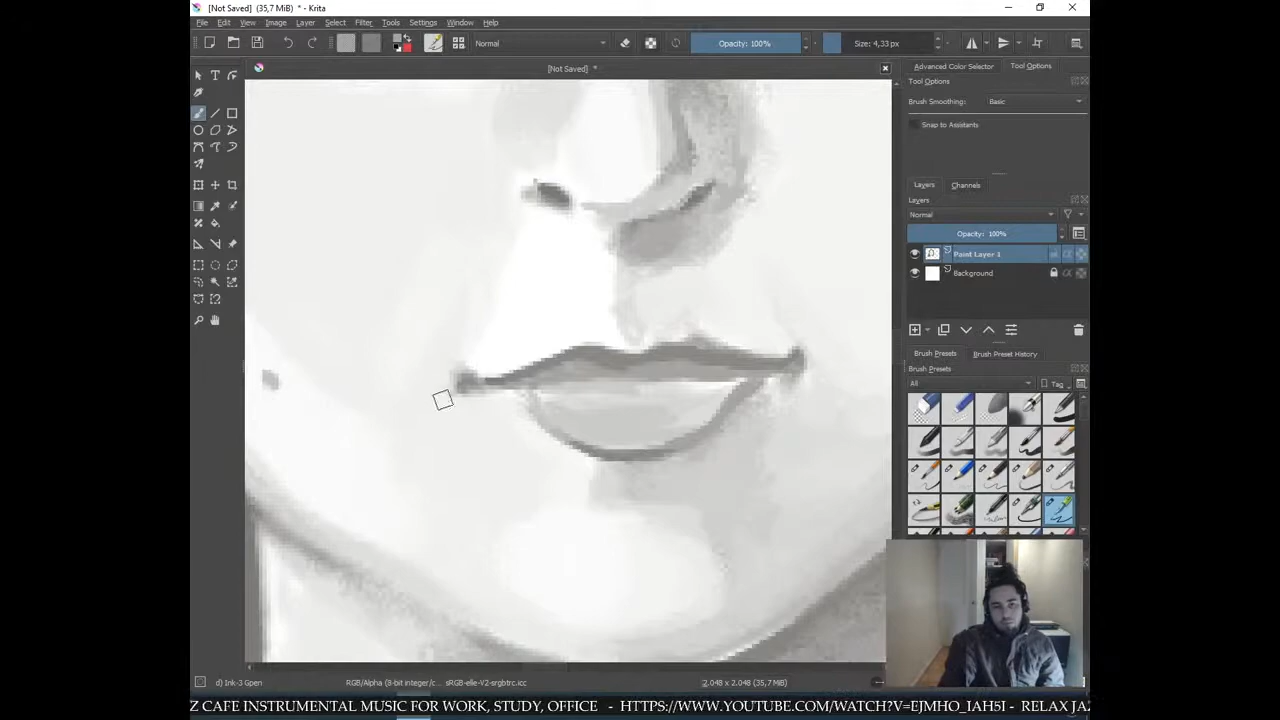 [Not Saved] (35,7 MiB) * - Krita
File Edit View Image Layer Select Filter Tools Settings Window Help
Normal Opacity: 100% Size: 4,33 px
[Not Saved] *
Advanced Color Selector Tool Options
Tool Options
Brush Smoothing: Basic
Snap to Assistants
Layers Channels
Layers
Normal
Opacity: 100%
Paint Layer 1
Background
Brush Presets Brush Preset History
Brush Presets
All Tag
d) Ink-3 Gpen RGB/Alpha (8-bit integer/c... sRGB-elle-V2-srgbtrc.icc 2.048 x 2.048 (35,7 MiB)
Z CAFE INSTRUMENTAL MUSIC FOR WORK, STUDY, OFFICE - HTTPS://WWW.YOUTUBE.COM/WATCH?V=EJMHO_IAH5I - RELAX JA